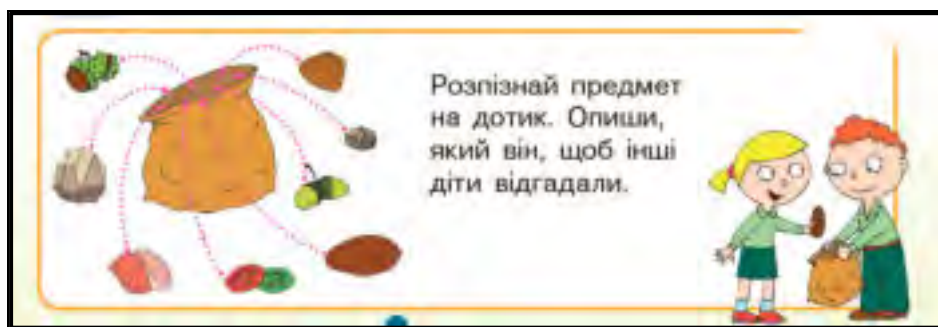 Розпізнай предмет
на дотик. Опиши,
який він, щоб інші
діти відгадали.